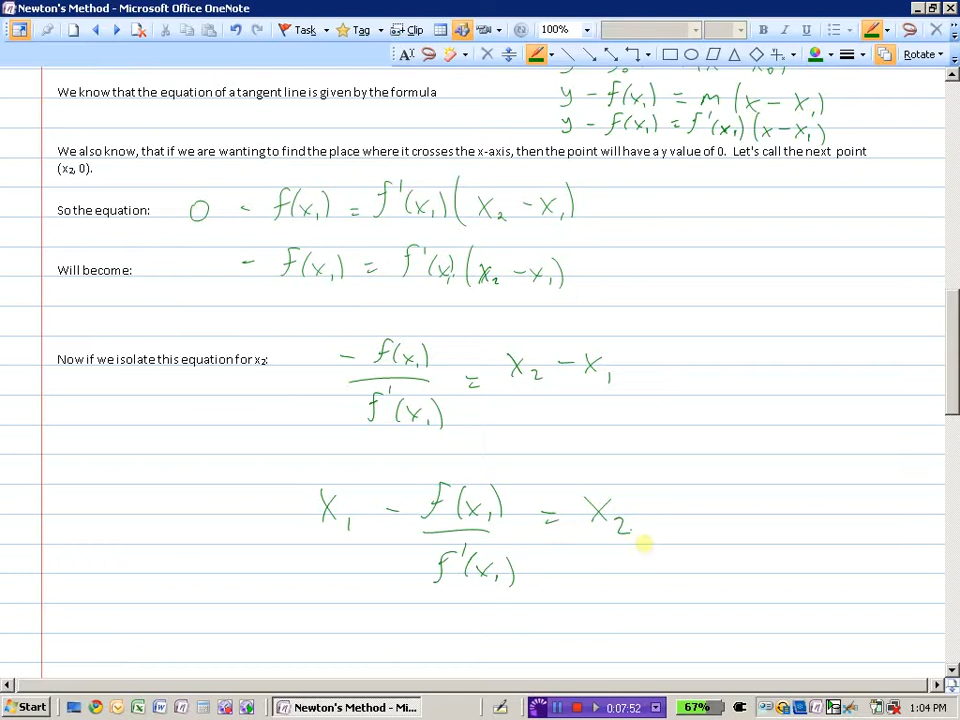 Newton's Method - Microsoft Office OneNote
Task Tag Clip 100%
Rotate
We know that the equation of a tangent line is given by the formula
y - f(x₁) = m (x - x₁)
y - f(x₁) = f'(x₁)(x - x₁)
We also know, that if we are wanting to find the place where it crosses the x-axis, then the point will have a y value of 0. Let's call the next point
(x₂, 0).
So the equation: 0 - f(x₁) = f'(x₁)(x₂ - x₁)
Will become: - f(x₁) = f'(x₁)(x₂ - x₁)
Now if we isolate this equation for x₂: - f(x₁) / f'(x₁) = x₂ - x₁
x₁ - f(x₁) / f'(x₁) = x₂
Start Newton's Method - Mi... 0:07:52 67% 1:04 PM